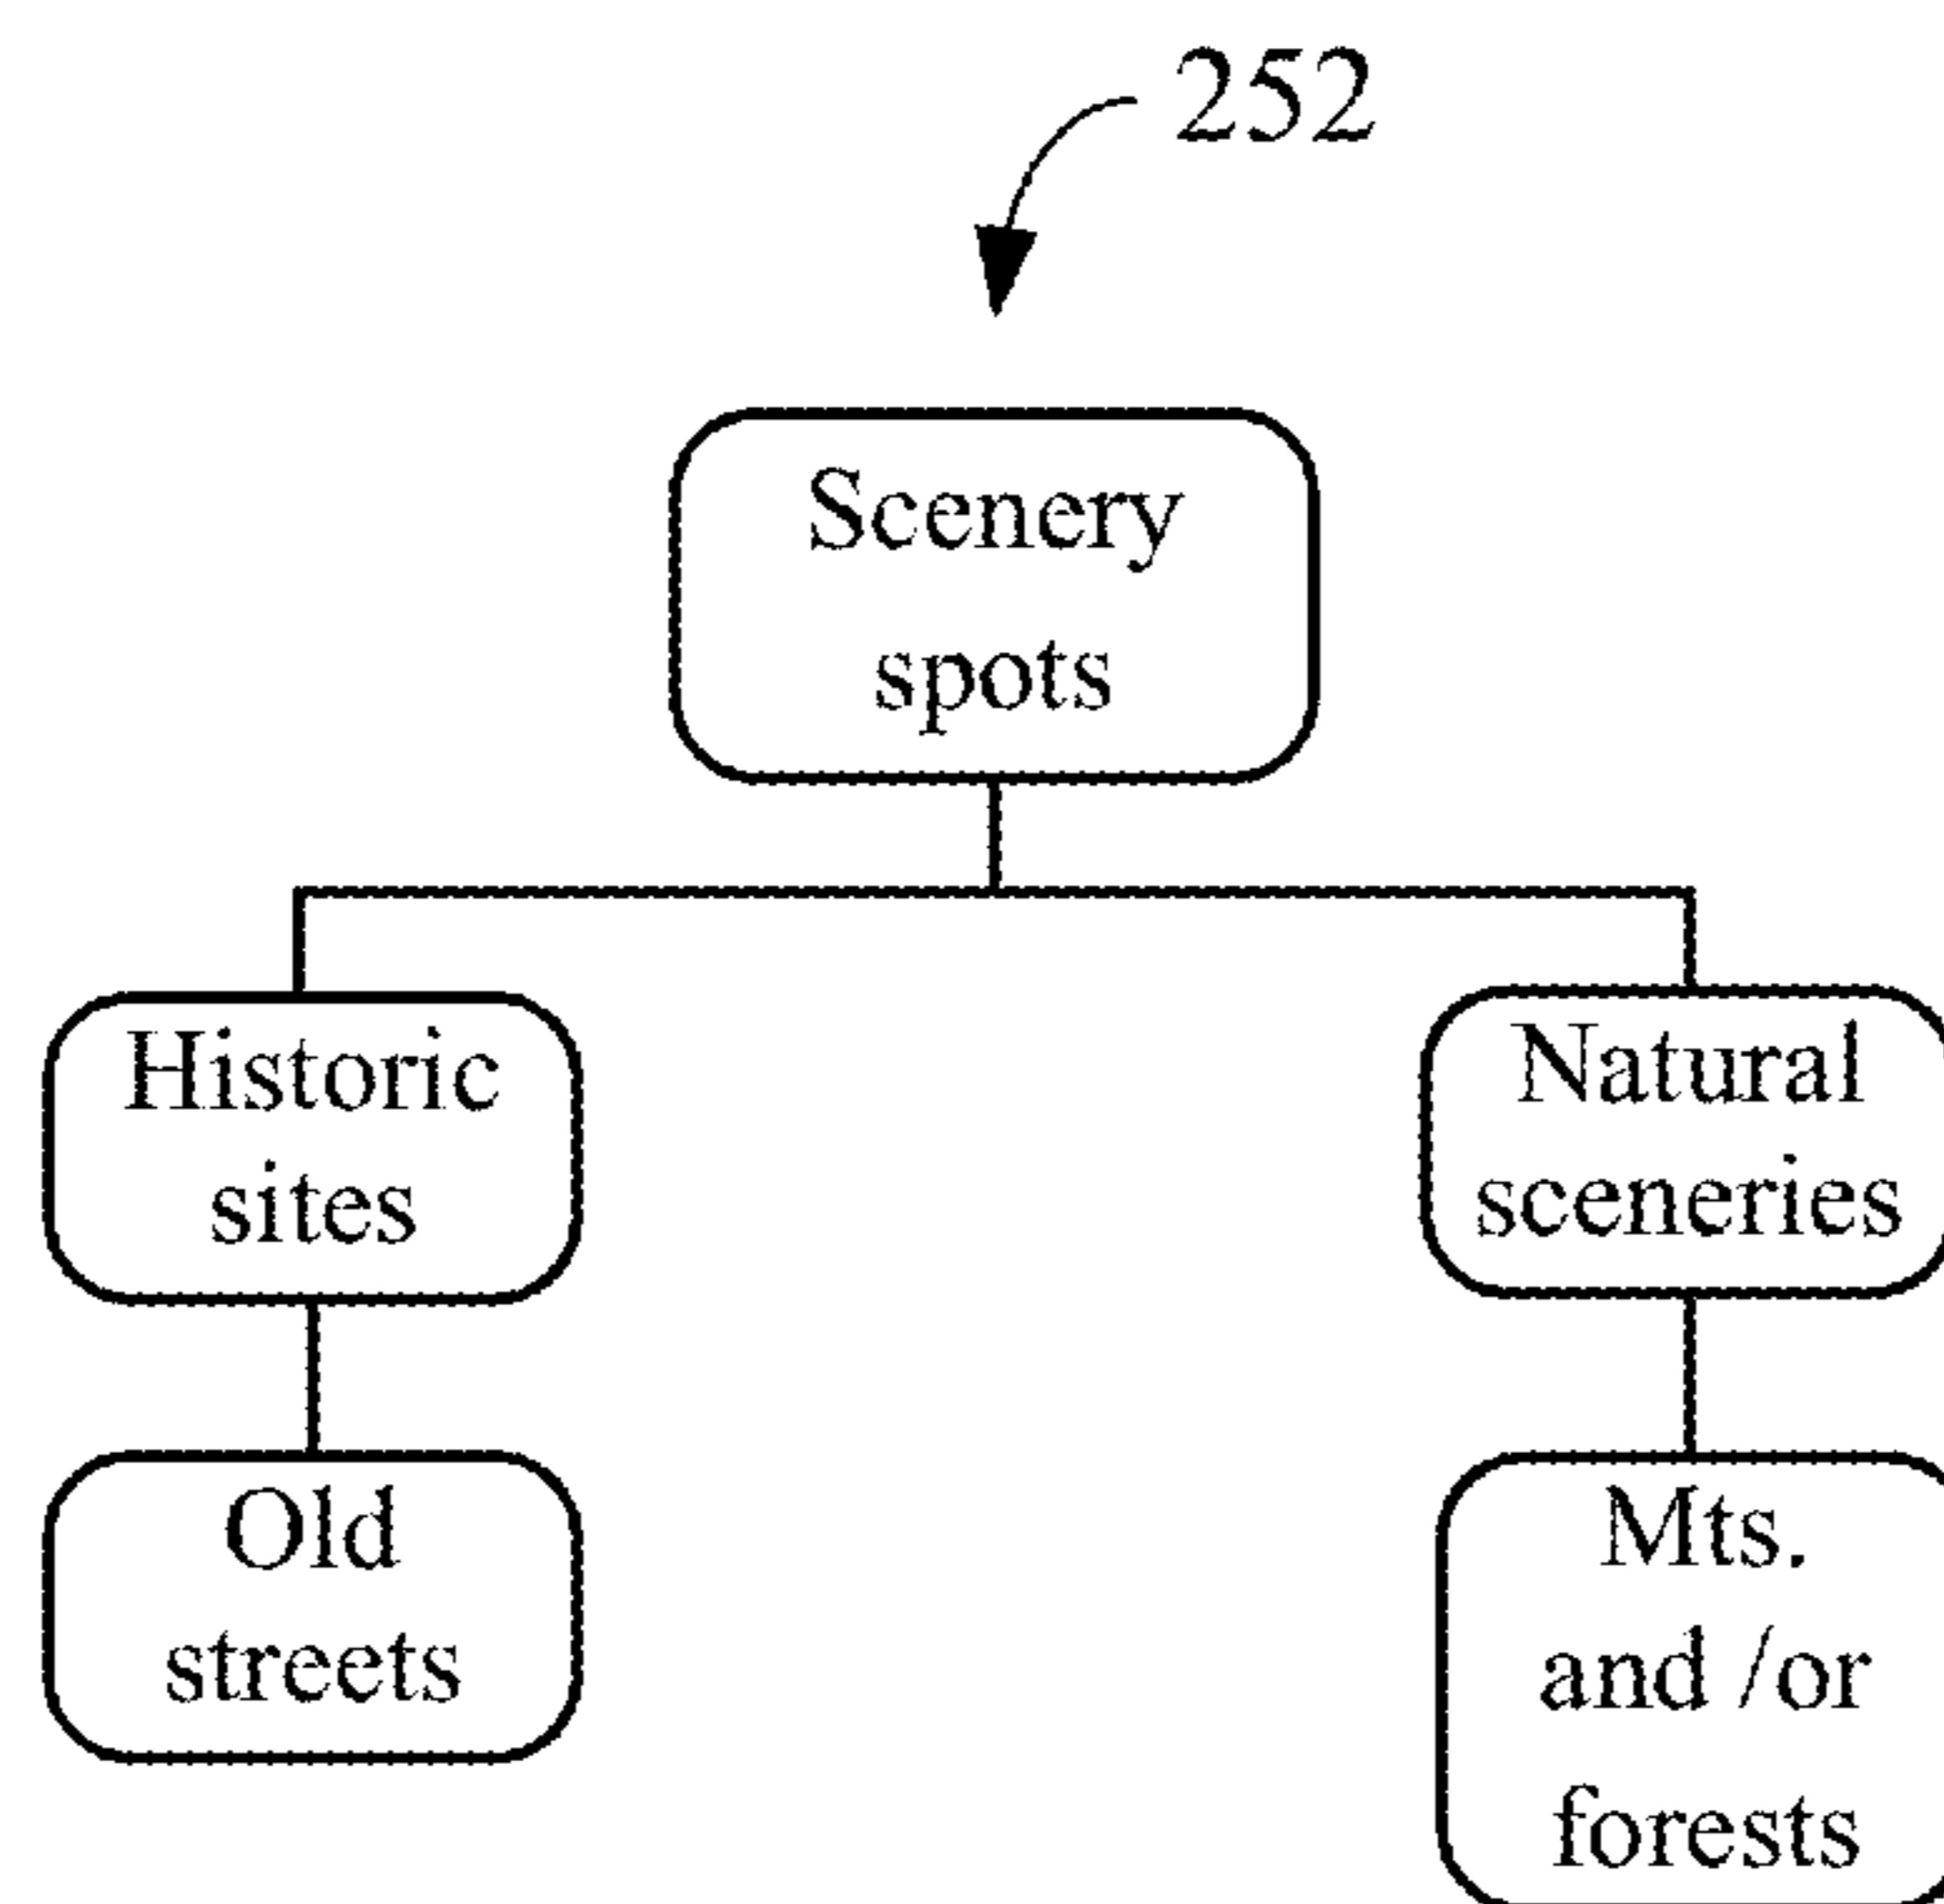 252
Scenery
spots
Historic
sites
Natural
sceneries
Old
streets
Mts.
and /or
forests